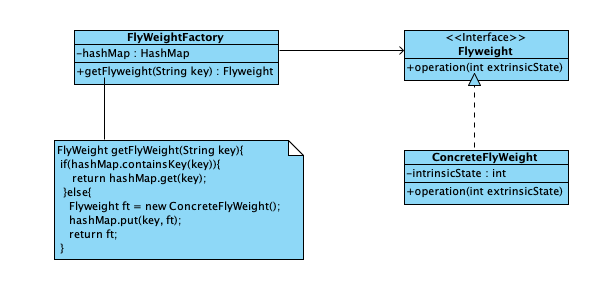 FlyWeightFactory
-hashMap : HashMap
+getFlyweight(String key) : Flyweight
<<Interface>>
Flyweight
+operation(int extrinsicState)
FlyWeight getFlyWeight(String key){
if(hashMap.containsKey(key)){
return hashMap.get(key);
}else{
Flyweight ft = new ConcreteFlyWeight();
hashMap.put(key, ft);
return ft;
}
ConcreteFlyWeight
-intrinsicState : int
+operation(int extrinsicState)